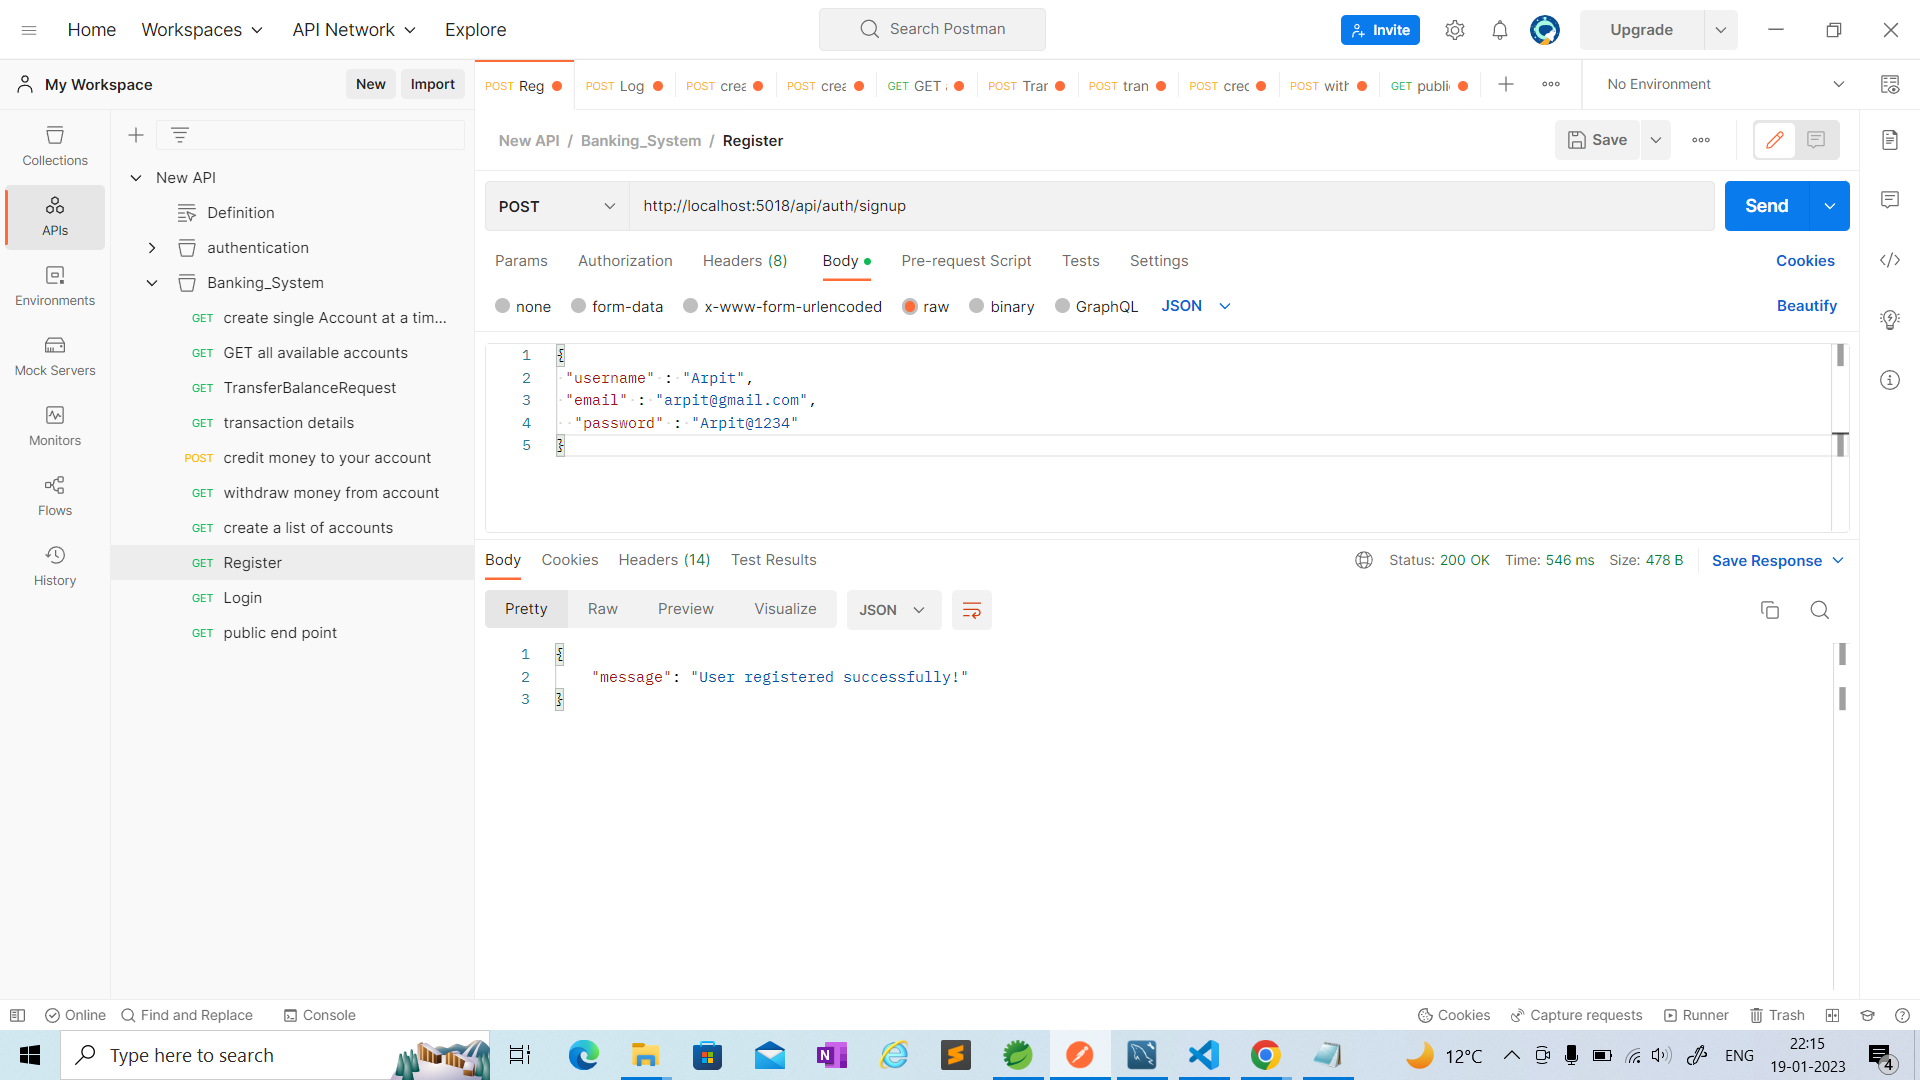 Home Workspaces API Network Explore Search Postman Invite Upgrade
My Workspace New Import
POST Reg POST Log POST crea POST crea GET GET POST Trar POST tran POST cred POST with GET public No Environment
New API / Banking_System / Register Save
POST http://localhost:5018/api/auth/signup Send
Params Authorization Headers (8) Body Pre-request Script Tests Settings Cookies
none form-data x-www-form-urlencoded raw binary GraphQL JSON Beautify
1 {
2 "username" : "Arpit",
3 "email" : "arpit@gmail.com",
4 "password" : "Arpit@1234"
5 }
Body Cookies Headers (14) Test Results Status: 200 OK Time: 546 ms Size: 478 B Save Response
Pretty Raw Preview Visualize JSON
1 {
2 "message": "User registered successfully!"
3 }
Collections
APIs
Environments
Mock Servers
Monitors
Flows
History
New API
Definition
authentication
Banking_System
GET create single Account at a tim...
GET GET all available accounts
GET TransferBalanceRequest
GET transaction details
POST credit money to your account
GET withdraw money from account
GET create a list of accounts
GET Register
GET Login
GET public end point
Online Find and Replace Console Cookies Capture requests Runner Trash
Type here to search 12°C ENG 22:15
19-01-2023 4